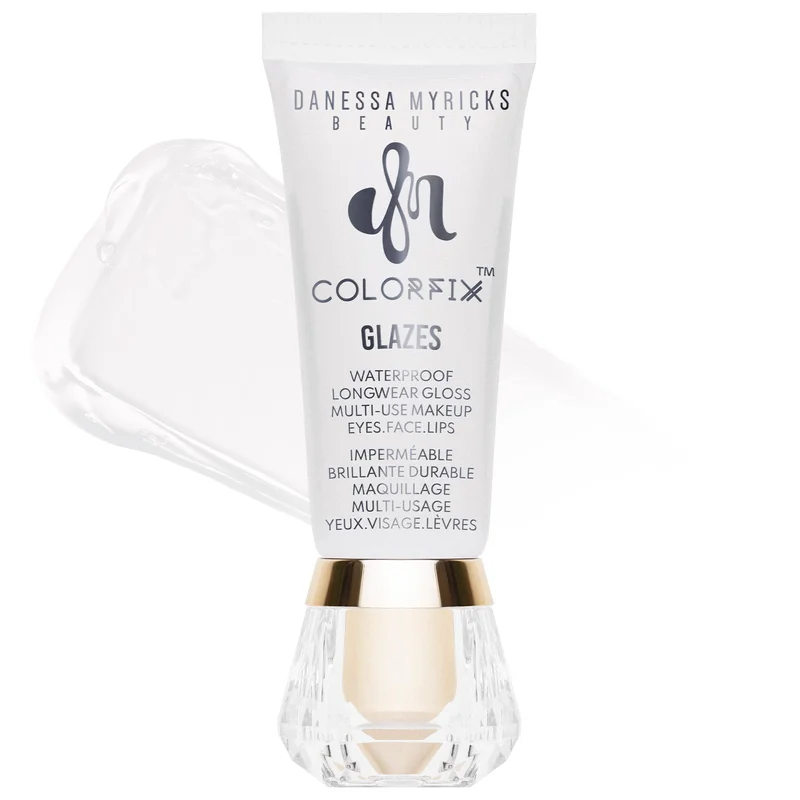 DANESSA MYRICKS
BEAUTY
COLORFIX™
GLAZES
WATERPROOF
LONGWEAR GLOSS
MULTI-USE MAKEUP
EYES.FACE.LIPS
IMPERMÉABLE
BRILLANTE DURABLE
MAQUILLAGE
MULTI-USAGE
YEUX.VISAGE.LÈVRES